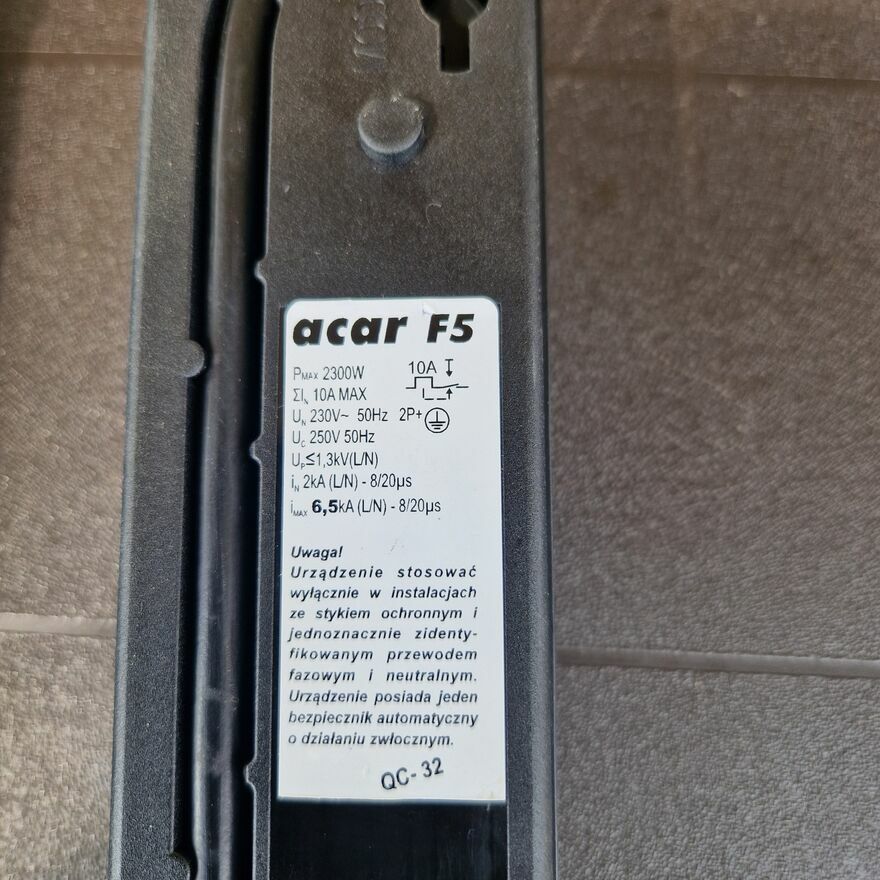 acar F5
PMAX 2300W
10A
ΣIN 10A MAX
UN 230V~ 50Hz 2P+
UC 250V 50Hz
UP≤1,3kV(L/N)
iN 2kA (L/N) - 8/20µs
iMAX 6,5kA (L/N) - 8/20µs
Uwaga!
Urządzenie stosować
wyłącznie w instalacjach
ze stykiem ochronnym i
jednoznacznie zidenty-
fikowanym przewodem
fazowym i neutralnym.
Urządzenie posiada jeden
bezpiecznik automatyczny
o działaniu zwłocznym.
QC- 32